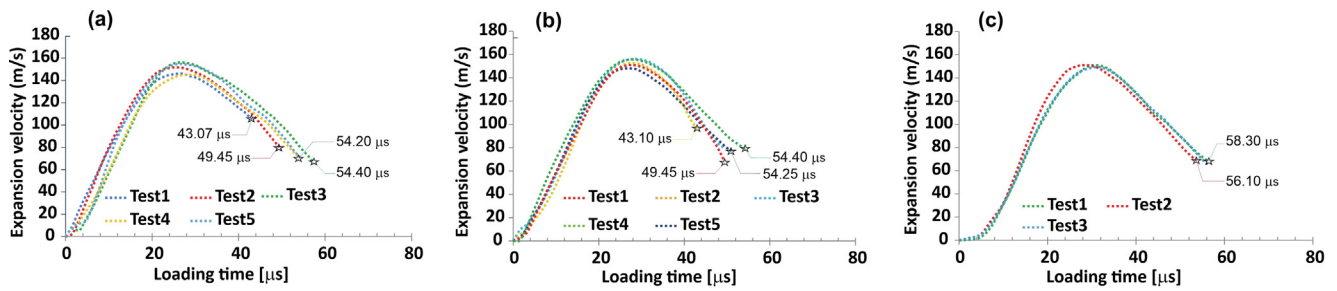 (a)
Expansion velocity (m/s)
180
160
140
120
100
80
60
40
20
0
43.07 µs
49.45 µs
54.20 µs
54.40 µs
Test1 Test2 Test3
Test4 Test5
0 20 40 60 80
Loading time [µs]
(b)
Expansion velocity (m/s)
180
160
140
120
100
80
60
40
20
0
43.10 µs
49.45 µs
54.40 µs
54.25 µs
Test1 Test2 Test3
Test4 Test5
0 20 40 60 80
Loading time [µs]
(c)
Expansion velocity (m/s)
180
160
140
120
100
80
60
40
20
0
58.30 µs
56.10 µs
Test1 Test2
Test3
0 20 40 60 80
Loading time [µs]